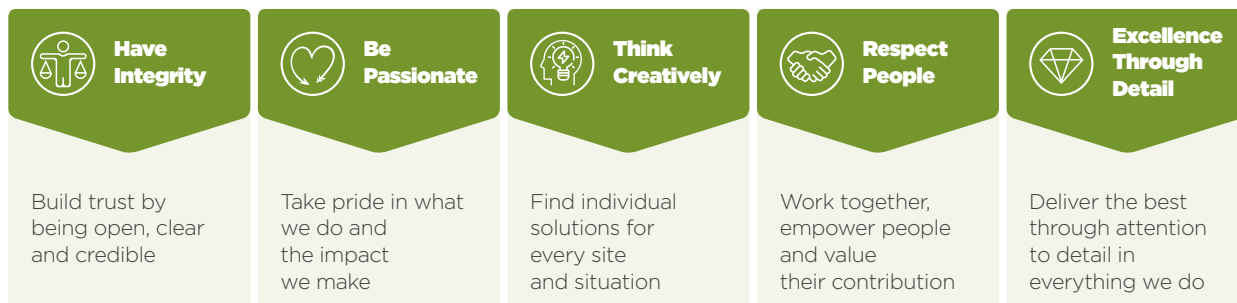 Have
Integrity
Build trust by
being open, clear
and credible
Be
Passionate
Take pride in what
we do and
the impact
we make
Think
Creatively
Find individual
solutions for
every site
and situation
Respect
People
Work together,
empower people
and value
their contribution
Excellence
Through
Detail
Deliver the best
through attention
to detail in
everything we do